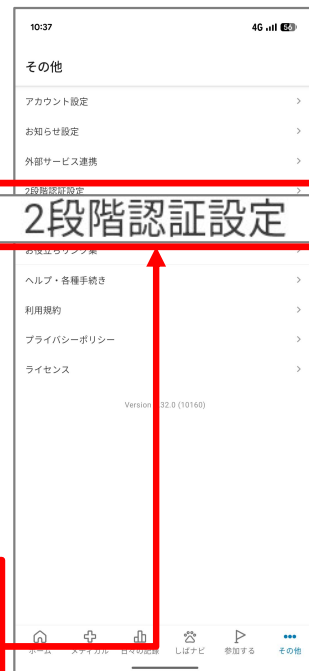 10:37
4G 56
その他
アカウント設定
お知らせ設定
外部サービス連携
2段階認証設定
2段階認証設定
お役立ちリンク集
ヘルプ・各種手続き
利用規約
プライバシーポリシー
ライセンス
Version 32.0 (10160)
ホーム メディカル 日々の記録 しばナビ 参加する その他